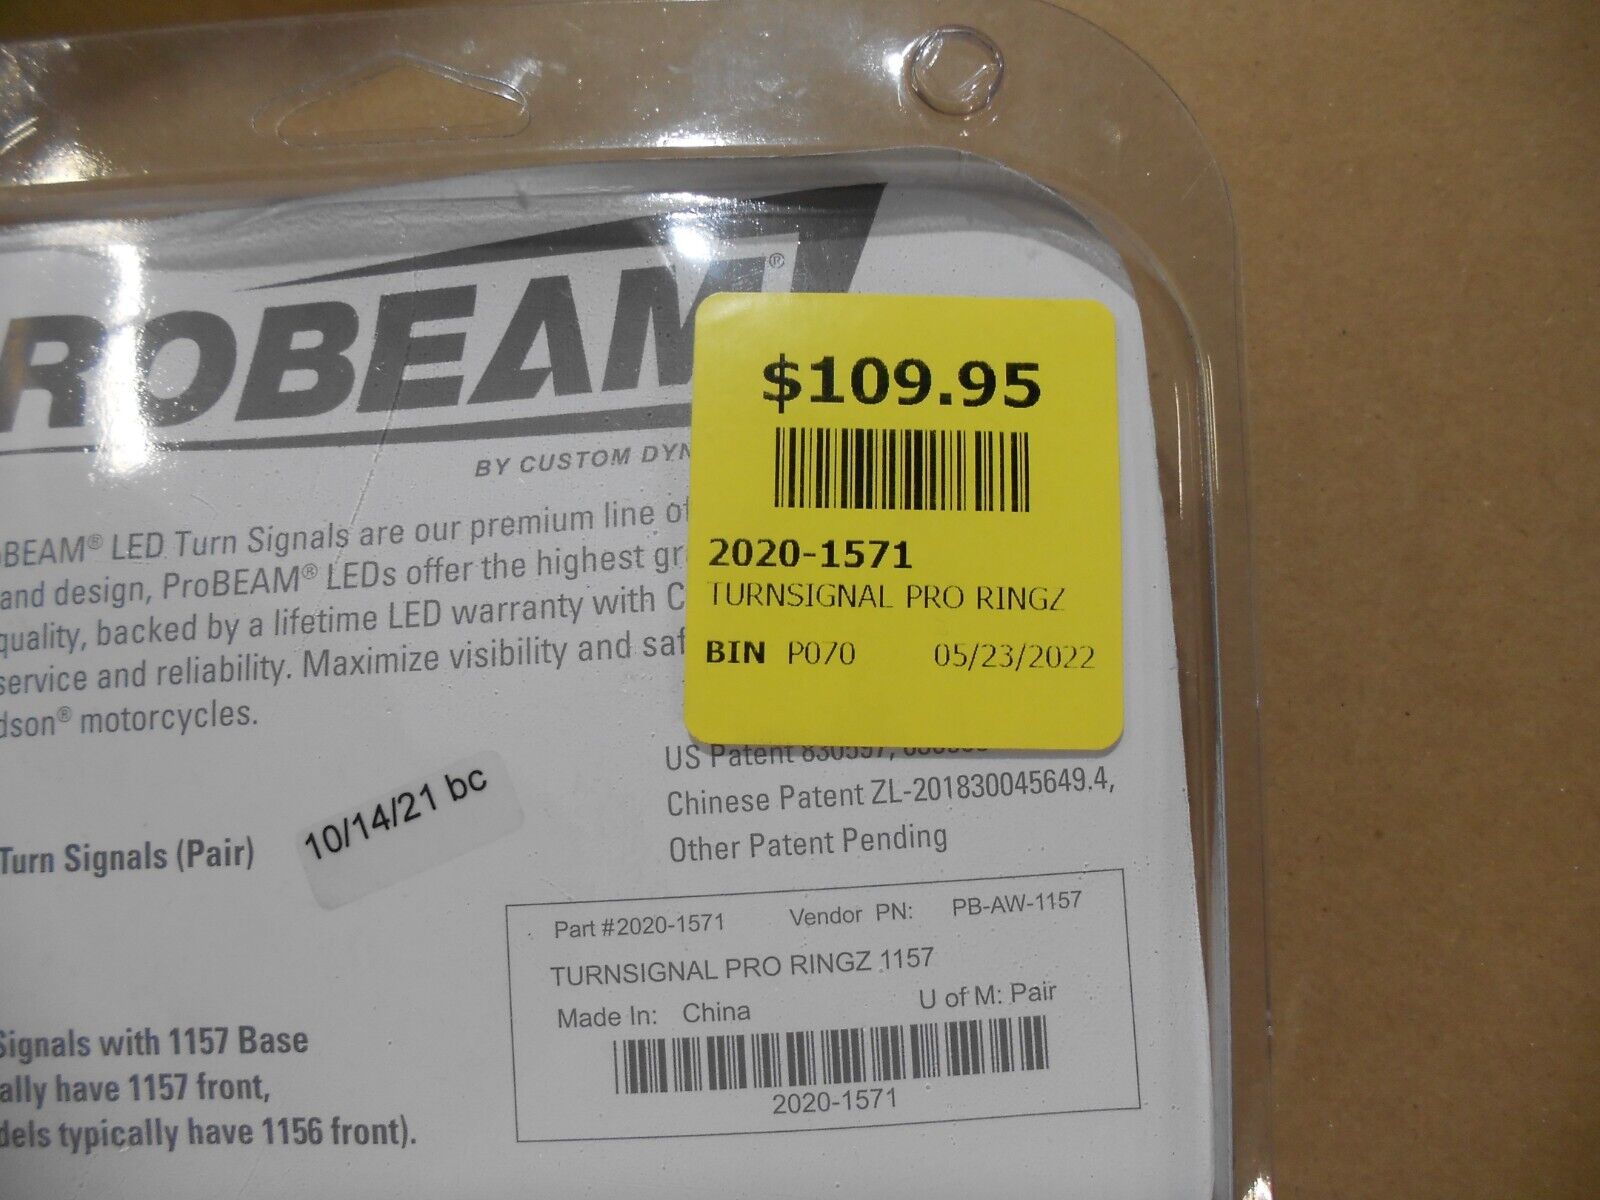 ROBEAM®
BY CUSTOM DYN
$109.95
2020-1571
TURNSIGNAL PRO RINGZ
BIN P070 05/23/2022
BEAM® LED Turn Signals are our premium line of
and design, ProBEAM® LEDs offer the highest gr
quality, backed by a lifetime LED warranty with C
service and reliability. Maximize visibility and saf
dson® motorcycles.
US Patent 830597,
Chinese Patent ZL-201830045649.4,
Other Patent Pending
10/14/21 bc
Turn Signals (Pair)
Part #2020-1571 Vendor PN: PB-AW-1157
TURNSIGNAL PRO RINGZ 1157
Made In: China U of M: Pair
2020-1571
Signals with 1157 Base
ally have 1157 front,
dels typically have 1156 front).